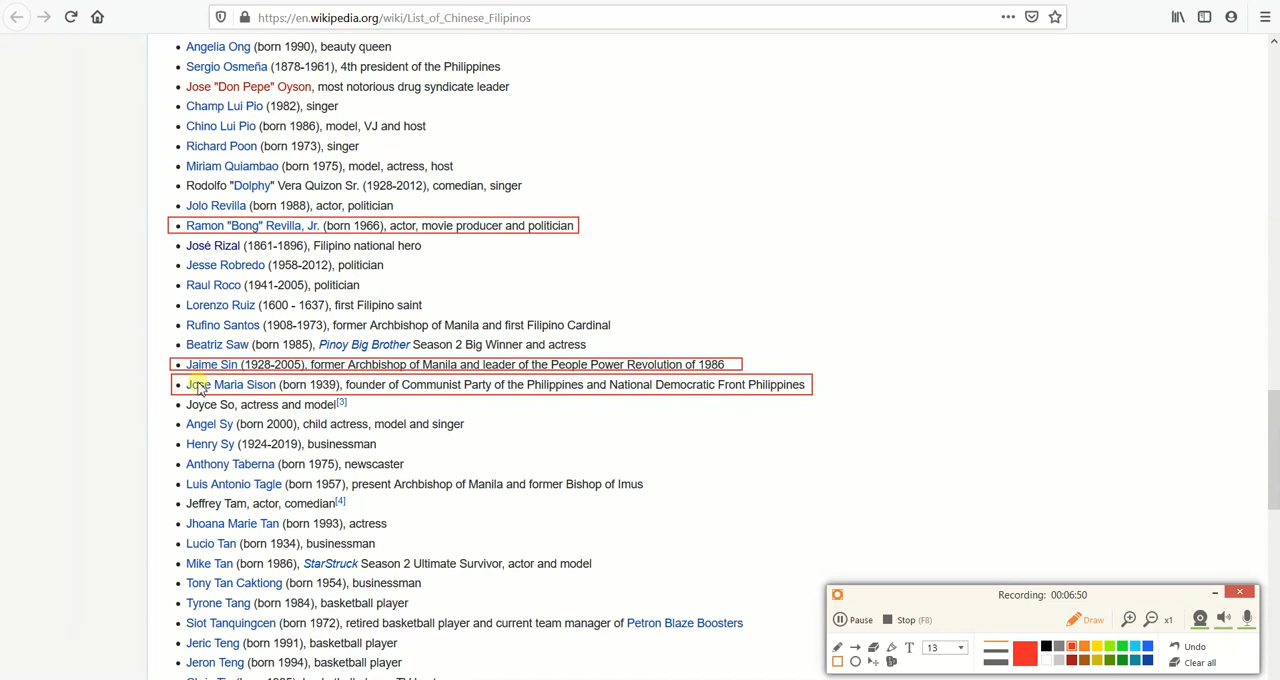 https://en.wikipedia.org/wiki/List_of_Chinese_Filipinos
Angelia Ong (born 1990), beauty queen
Sergio Osmeña (1878-1961), 4th president of the Philippines
Jose "Don Pepe" Oyson, most notorious drug syndicate leader
Champ Lui Pio (1982), singer
Chino Lui Pio (born 1986), model, VJ and host
Richard Poon (born 1973), singer
Miriam Quiambao (born 1975), model, actress, host
Rodolfo "Dolphy" Vera Quizon Sr. (1928-2012), comedian, singer
Jolo Revilla (born 1988), actor, politician
Ramon "Bong" Revilla, Jr. (born 1966), actor, movie producer and politician
José Rizal (1861-1896), Filipino national hero
Jesse Robredo (1958-2012), politician
Raul Roco (1941-2005), politician
Lorenzo Ruiz (1600 - 1637), first Filipino saint
Rufino Santos (1908-1973), former Archbishop of Manila and first Filipino Cardinal
Beatriz Saw (born 1985), Pinoy Big Brother Season 2 Big Winner and actress
Jaime Sin (1928-2005), former Archbishop of Manila and leader of the People Power Revolution of 1986
Jose Maria Sison (born 1939), founder of Communist Party of the Philippines and National Democratic Front Philippines
Joyce So, actress and model[3]
Angel Sy (born 2000), child actress, model and singer
Henry Sy (1924-2019), businessman
Anthony Taberna (born 1975), newscaster
Luis Antonio Tagle (born 1957), present Archbishop of Manila and former Bishop of Imus
Jeffrey Tam, actor, comedian[4]
Jhoana Marie Tan (born 1993), actress
Lucio Tan (born 1934), businessman
Mike Tan (born 1986), StarStruck Season 2 Ultimate Survivor, actor and model
Tony Tan Caktiong (born 1954), businessman
Tyrone Tang (born 1984), basketball player
Siot Tanquingcen (born 1972), retired basketball player and current team manager of Petron Blaze Boosters
Jeric Teng (born 1991), basketball player
Jeron Teng (born 1994), basketball player
Recording: 00:06:50
Pause Stop (F8) Draw x1
T 13 Undo
Clear all